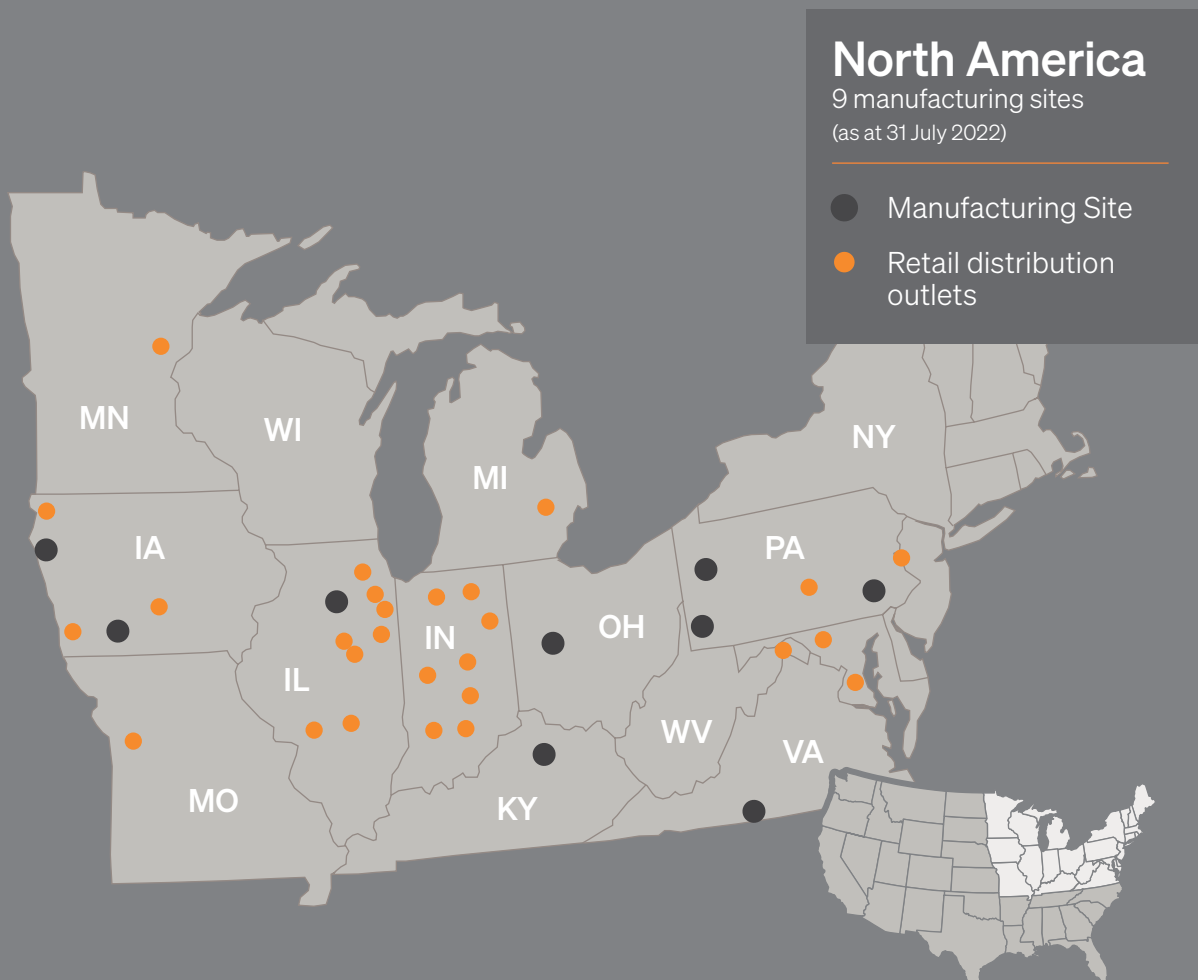 North America
9 manufacturing sites
(as at 31 July 2022)
Manufacturing Site
Retail distribution
outlets
MN
WI
MI
NY
IA
PA
IL
IN
OH
WV
VA
MO
KY